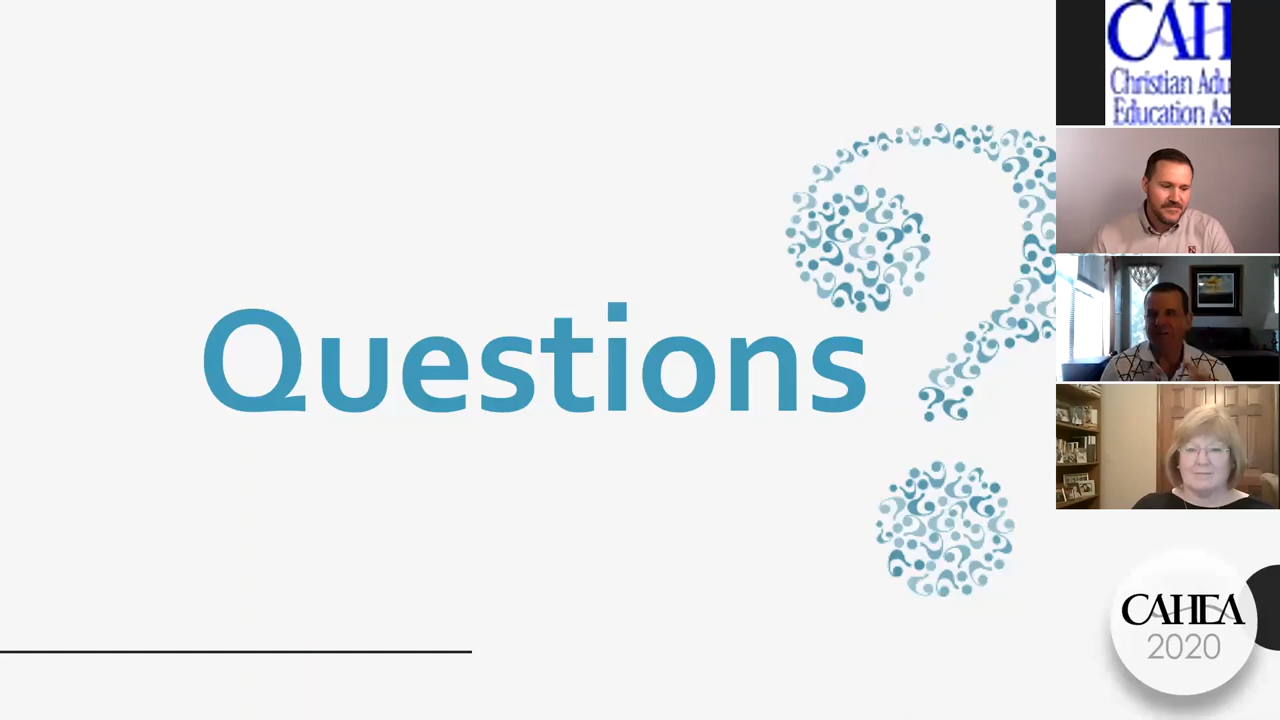 Questions
CAH
Christian Adu
Education As
CAHEA
2020